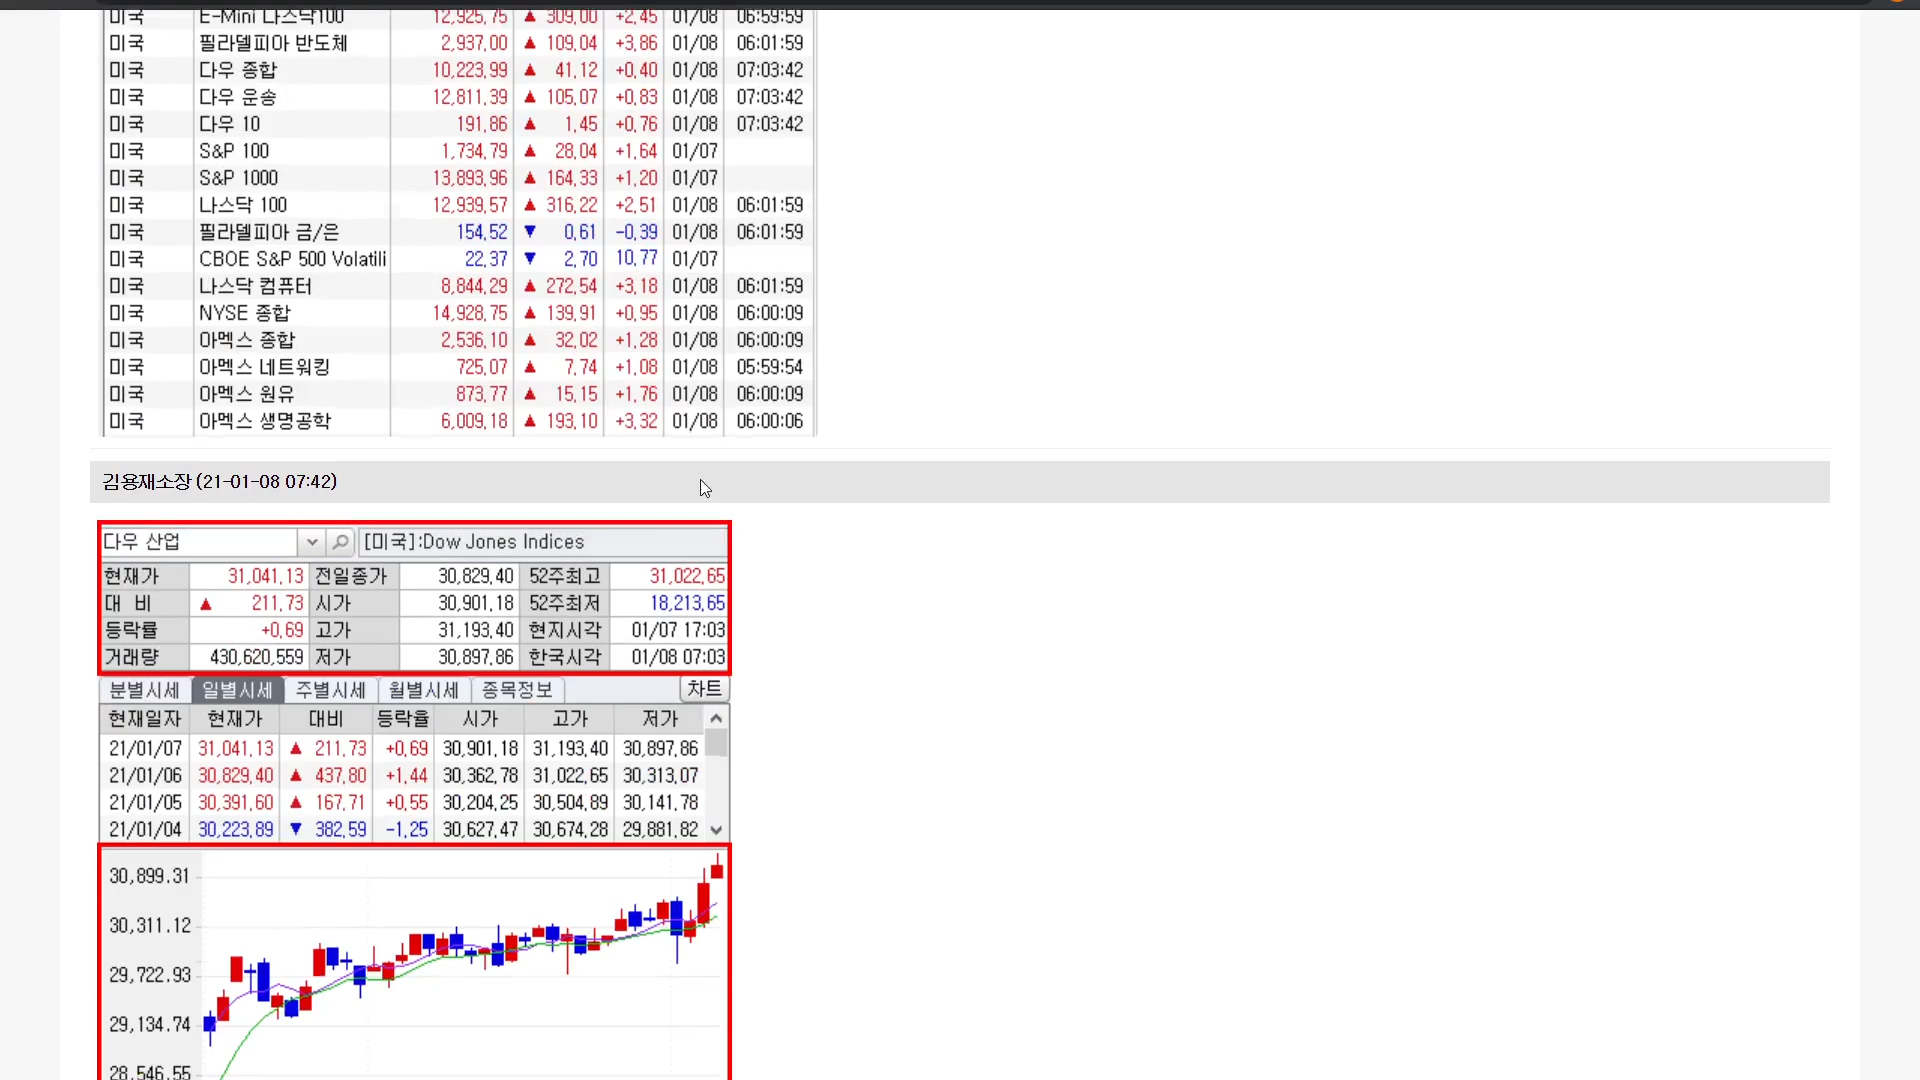 미국 E-Mini 나스닥100 12,925.75 ▲ 309.00 +2.45 01/08 06:59:59
미국 필라델피아 반도체 2,937.00 ▲ 109.04 +3.86 01/08 06:01:59
미국 다우 종합 10,223.99 ▲ 41.12 +0.40 01/08 07:03:42
미국 다우 운송 12,811.39 ▲ 105.07 +0.83 01/08 07:03:42
미국 다우 10 191.86 ▲ 1.45 +0.76 01/08 07:03:42
미국 S&P 100 1,734.79 ▲ 28.04 +1.64 01/07
미국 S&P 1000 13,893.96 ▲ 164.33 +1.20 01/07
미국 나스닥 100 12,939.57 ▲ 316.22 +2.51 01/08 06:01:59
미국 필라델피아 금/은 154.52 ▼ 0.61 -0.39 01/08 06:01:59
미국 CBOE S&P 500 Volatili 22.37 ▼ 2.70 10.77 01/07
미국 나스닥 컴퓨터 8,844.29 ▲ 272.54 +3.18 01/08 06:01:59
미국 NYSE 종합 14,928.75 ▲ 139.91 +0.95 01/08 06:00:09
미국 아멕스 종합 2,536.10 ▲ 32.02 +1.28 01/08 06:00:09
미국 아멕스 네트워킹 725.07 ▲ 7.74 +1.08 01/08 05:59:54
미국 아멕스 원유 873.77 ▲ 15.15 +1.76 01/08 06:00:09
미국 아멕스 생명공학 6,009.18 ▲ 193.10 +3.32 01/08 06:00:06
김용재소장 (21-01-08 07:42)
다우 산업 [미국]:Dow Jones Indices
현재가 31,041.13 전일종가 30,829.40 52주최고 31,022.65
대 비 ▲ 211.73 시가 30,901.18 52주최저 18,213.65
등락률 +0.69 고가 31,193.40 현지시각 01/07 17:03
거래량 430,620,559 저가 30,897.86 한국시각 01/08 07:03
분별시세 일별시세 주별시세 월별시세 종목정보 차트
현재일자 현재가 대비 등락율 시가 고가 저가
21/01/07 31,041.13 ▲ 211.73 +0.69 30,901.18 31,193.40 30,897.86
21/01/06 30,829.40 ▲ 437.80 +1.44 30,362.78 31,022.65 30,313.07
21/01/05 30,391.60 ▲ 167.71 +0.55 30,204.25 30,504.89 30,141.78
21/01/04 30,223.89 ▼ 382.59 -1.25 30,627.47 30,674.28 29,881.82
30,899.31
30,311.12
29,722.93
29,134.74
28,546.55